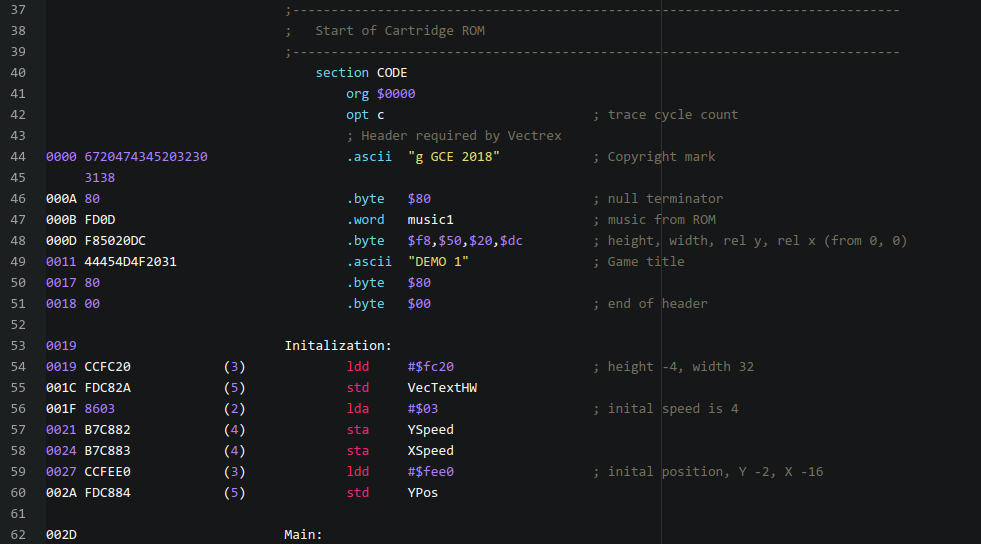 37 ;-------------------------------------------------------------------------------
38 ;   Start of Cartridge ROM
39 ;-------------------------------------------------------------------------------
40 section CODE
41 org $0000
42 opt c ; trace cycle count
43 ; Header required by Vectrex
44 0000 6720474345203230 .ascii "g GCE 2018" ; Copyright mark
45 3138
46 000A 80 .byte $80 ; null terminator
47 000B FD0D .word music1 ; music from ROM
48 000D F85020DC .byte $f8,$50,$20,$dc ; height, width, rel y, rel x (from 0, 0)
49 0011 44454D4F2031 .ascii "DEMO 1" ; Game title
50 0017 80 .byte $80
51 0018 00 .byte $00 ; end of header
52
53 0019 Initalization:
54 0019 CCFC20 (3) ldd #$fc20 ; height -4, width 32
55 001C FDC82A (5) std VecTextHW
56 001F 8603 (2) lda #$03 ; inital speed is 4
57 0021 B7C882 (4) sta YSpeed
58 0024 B7C883 (4) sta XSpeed
59 0027 CCFEE0 (3) ldd #$fee0 ; inital position, Y -2, X -16
60 002A FDC884 (5) std YPos
61
62 002D Main: